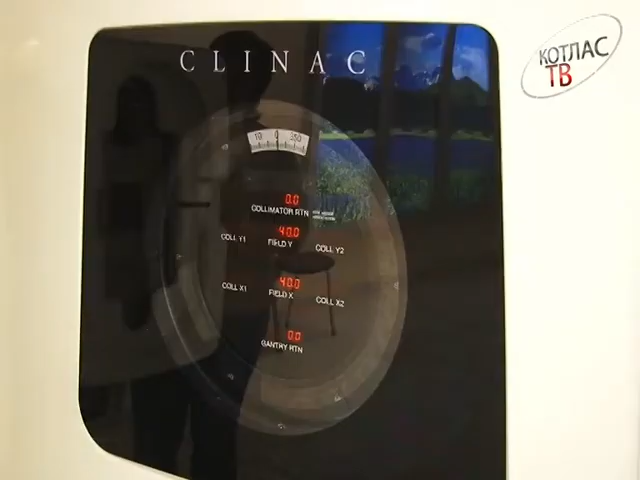 CLINAC
КОТЛАС
ТВ
10 0 350
0.0
COLLIMATOR RTN
40.0
COLL Y1 FIELD Y COLL Y2
40.0
COLL X1 FIELD X COLL X2
0.0
GANTRY RTN